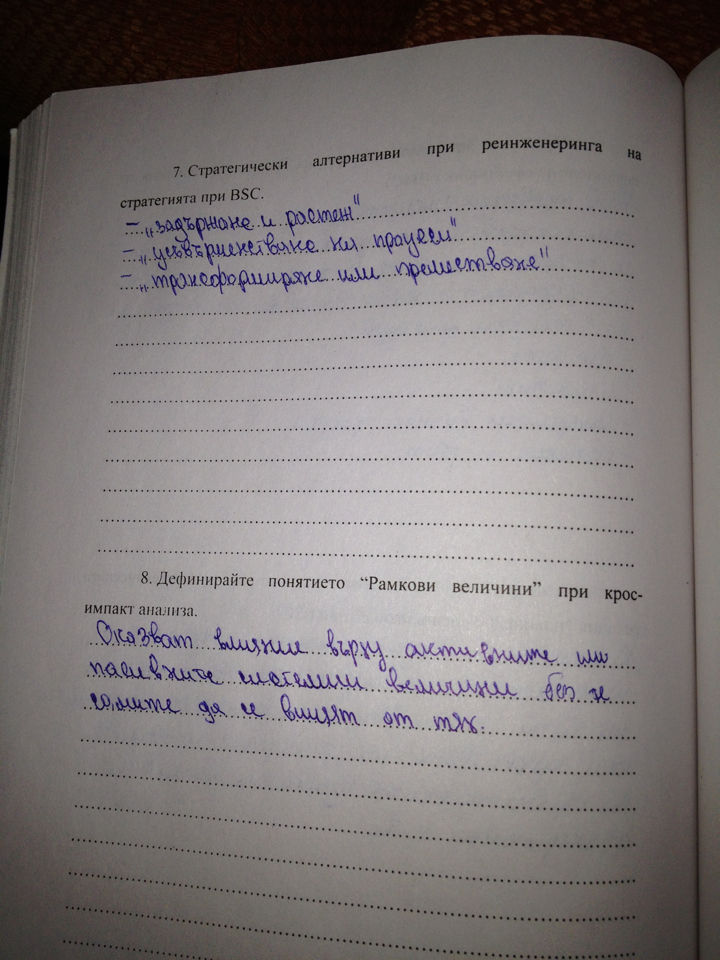 7. Стратегически алтернативи при реинженеринга на
стратегията при BSC.
– „задържане и растеж"
– „усъвършенстване на процеси"
– „трансформиране или преместване"
8. Дефинирайте понятието “Рамкови величини” при крос-
импакт анализа.
Оказват влияние върху активните или
пасивните системни величини без те
самите да се влияят от тях.